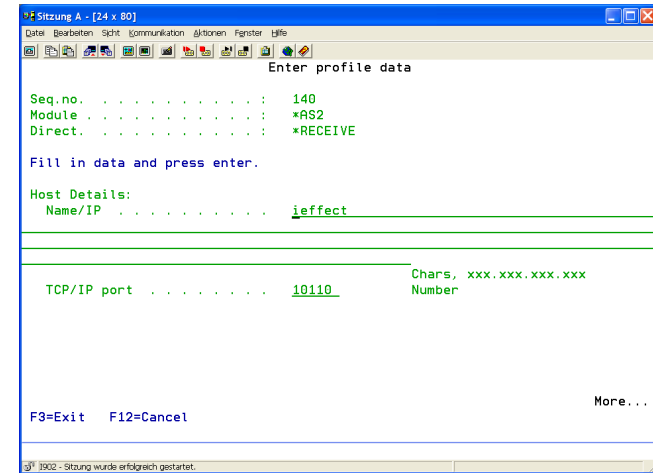 Sitzung A - [24 x 80]
Datei Bearbeiten Sicht Kommunikation Aktionen Fenster Hilfe
Enter profile data
Seq.no. . . . . . . . . . . : 140
Module . . . . . . . . . . . : *AS2
Direct. . . . . . . . . . . : *RECEIVE
Fill in data and press enter.
Host Details:
Name/IP . . . . . . . . . . ieffect
Chars, xxx.xxx.xxx.xxx
TCP/IP port . . . . . . . . 10110 Number
More...
F3=Exit F12=Cancel
I902 - Sitzung wurde erfolgreich gestartet.